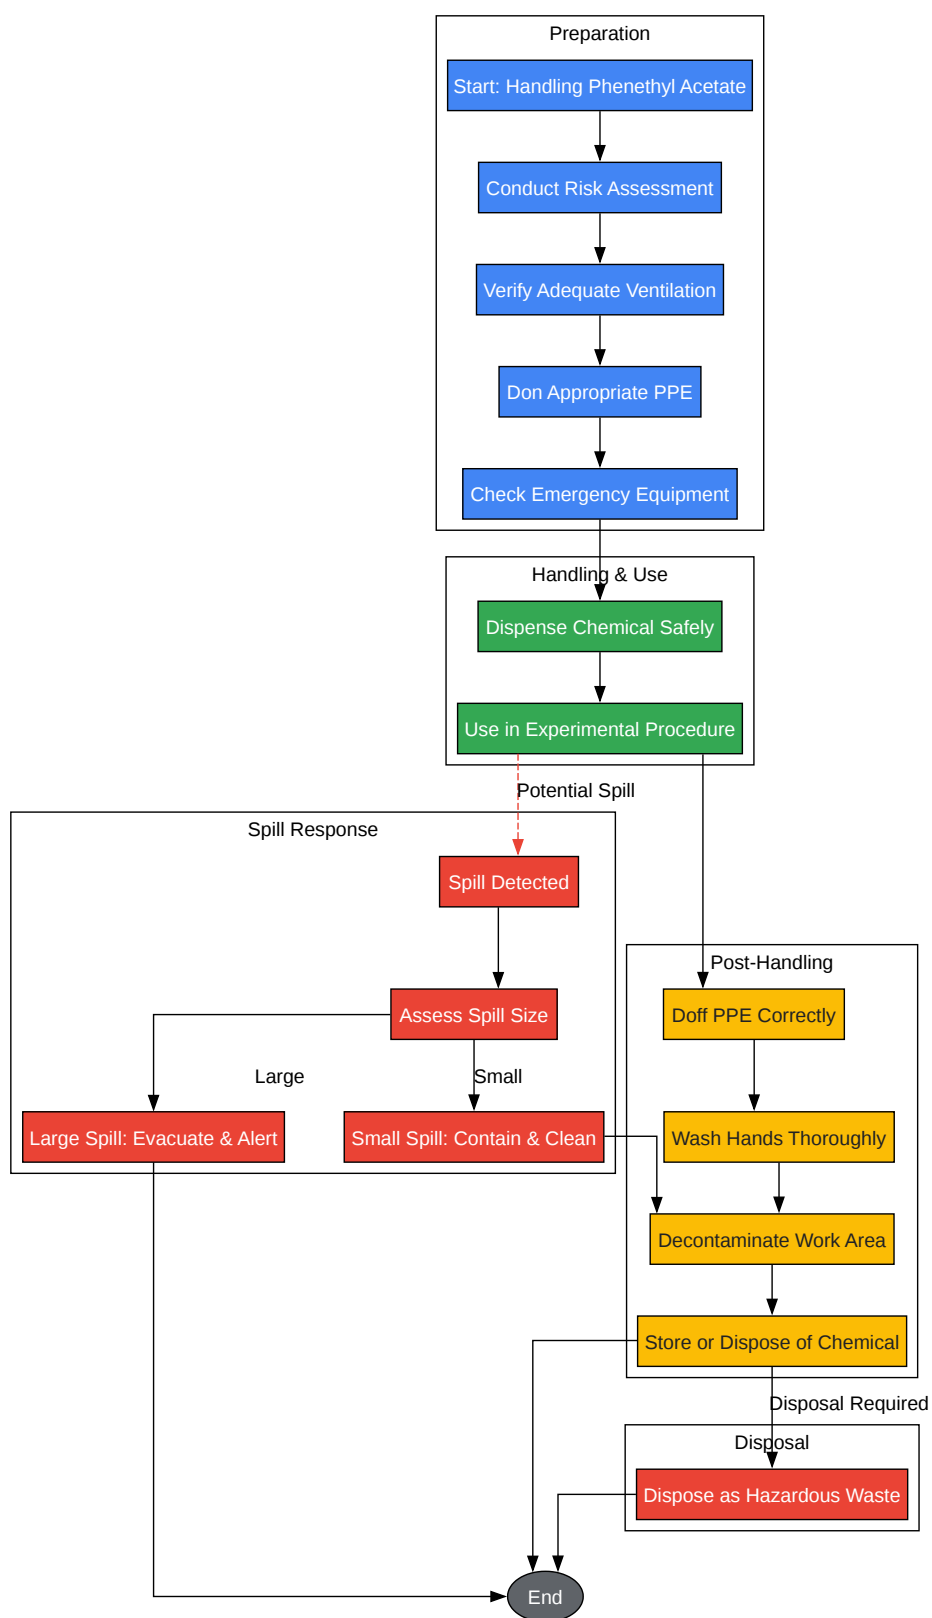 Preparation
Start: Handling Phenethyl Acetate
Conduct Risk Assessment
Verify Adequate Ventilation
Don Appropriate PPE
Check Emergency Equipment
Handling & Use
Dispense Chemical Safely
Use in Experimental Procedure
Potential Spill
Spill Response
Spill Detected
Assess Spill Size
Large
Small
Large Spill: Evacuate & Alert
Small Spill: Contain & Clean
Post-Handling
Doff PPE Correctly
Wash Hands Thoroughly
Decontaminate Work Area
Store or Dispose of Chemical
Disposal Required
Disposal
Dispose as Hazardous Waste
End